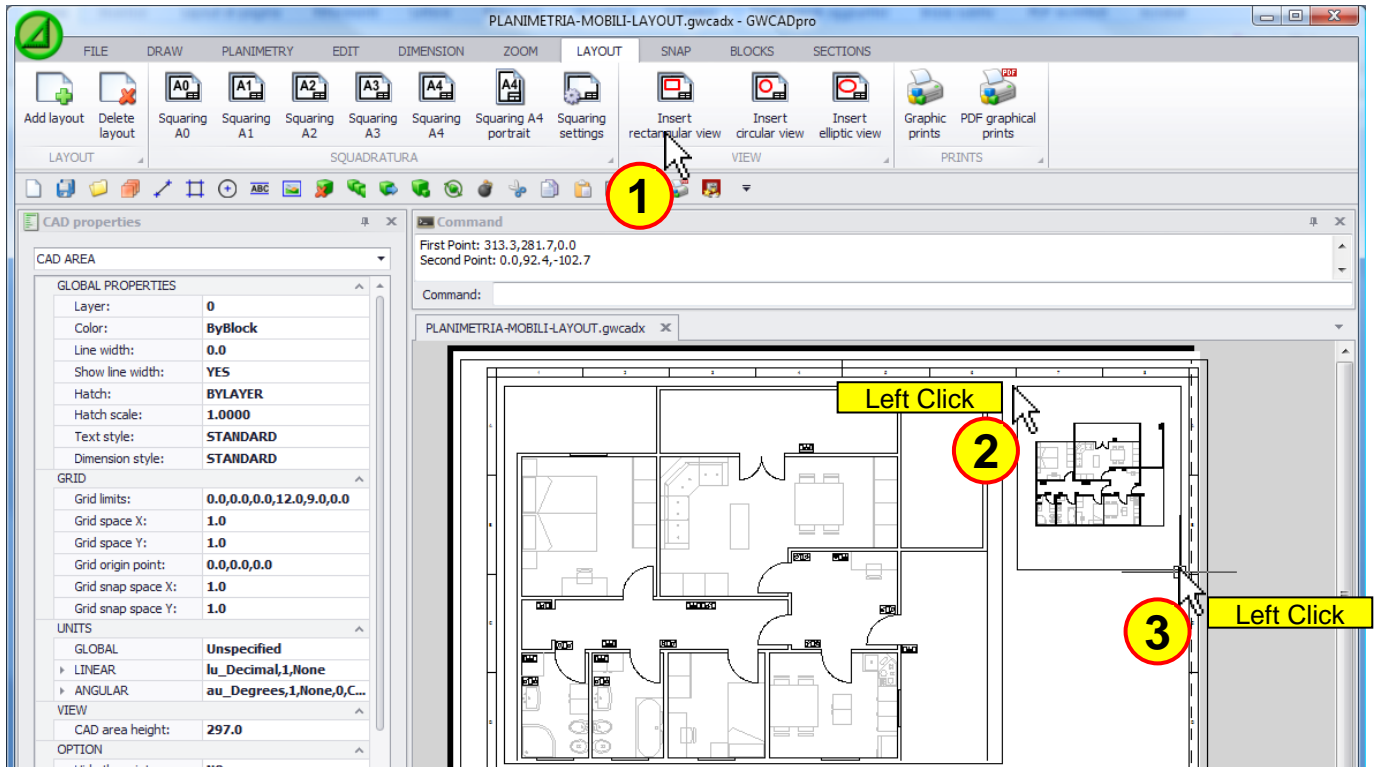 PLANIMETRIA-MOBILI-LAYOUT.gwcadx - GWCADpro
FILE DRAW PLANIMETRY EDIT DIMENSION ZOOM LAYOUT SNAP BLOCKS SECTIONS
A0 A1 A2 A3 A4 A4 PDF
Add layout Delete layout Squaring A0 Squaring A1 Squaring A2 Squaring A3 Squaring A4 Squaring A4 portrait Squaring settings Insert rectangular view Insert circular view Insert elliptic view Graphic prints PDF graphical prints
LAYOUT SQUADRATURA VIEW PRINTS
ABC
1
CAD properties
Command
First Point: 313.3,281.7,0.0
Second Point: 0.0,92.4,-102.7
Command:
PLANIMETRIA-MOBILI-LAYOUT.gwcadx
CAD AREA
GLOBAL PROPERTIES
Layer: 0
Color: ByBlock
Line width: 0.0
Show line width: YES
Hatch: BYLAYER
Hatch scale: 1.0000
Text style: STANDARD
Dimension style: STANDARD
GRID
Grid limits: 0.0,0.0,0.0,12.0,9.0,0.0
Grid space X: 1.0
Grid space Y: 1.0
Grid origin point: 0.0,0.0,0.0
Grid snap space X: 1.0
Grid snap space Y: 1.0
UNITS
GLOBAL Unspecified
LINEAR lu_Decimal,1,None
ANGULAR au_Degrees,1,None,0,C...
VIEW
CAD area height: 297.0
OPTION
Left Click
2
Left Click
3